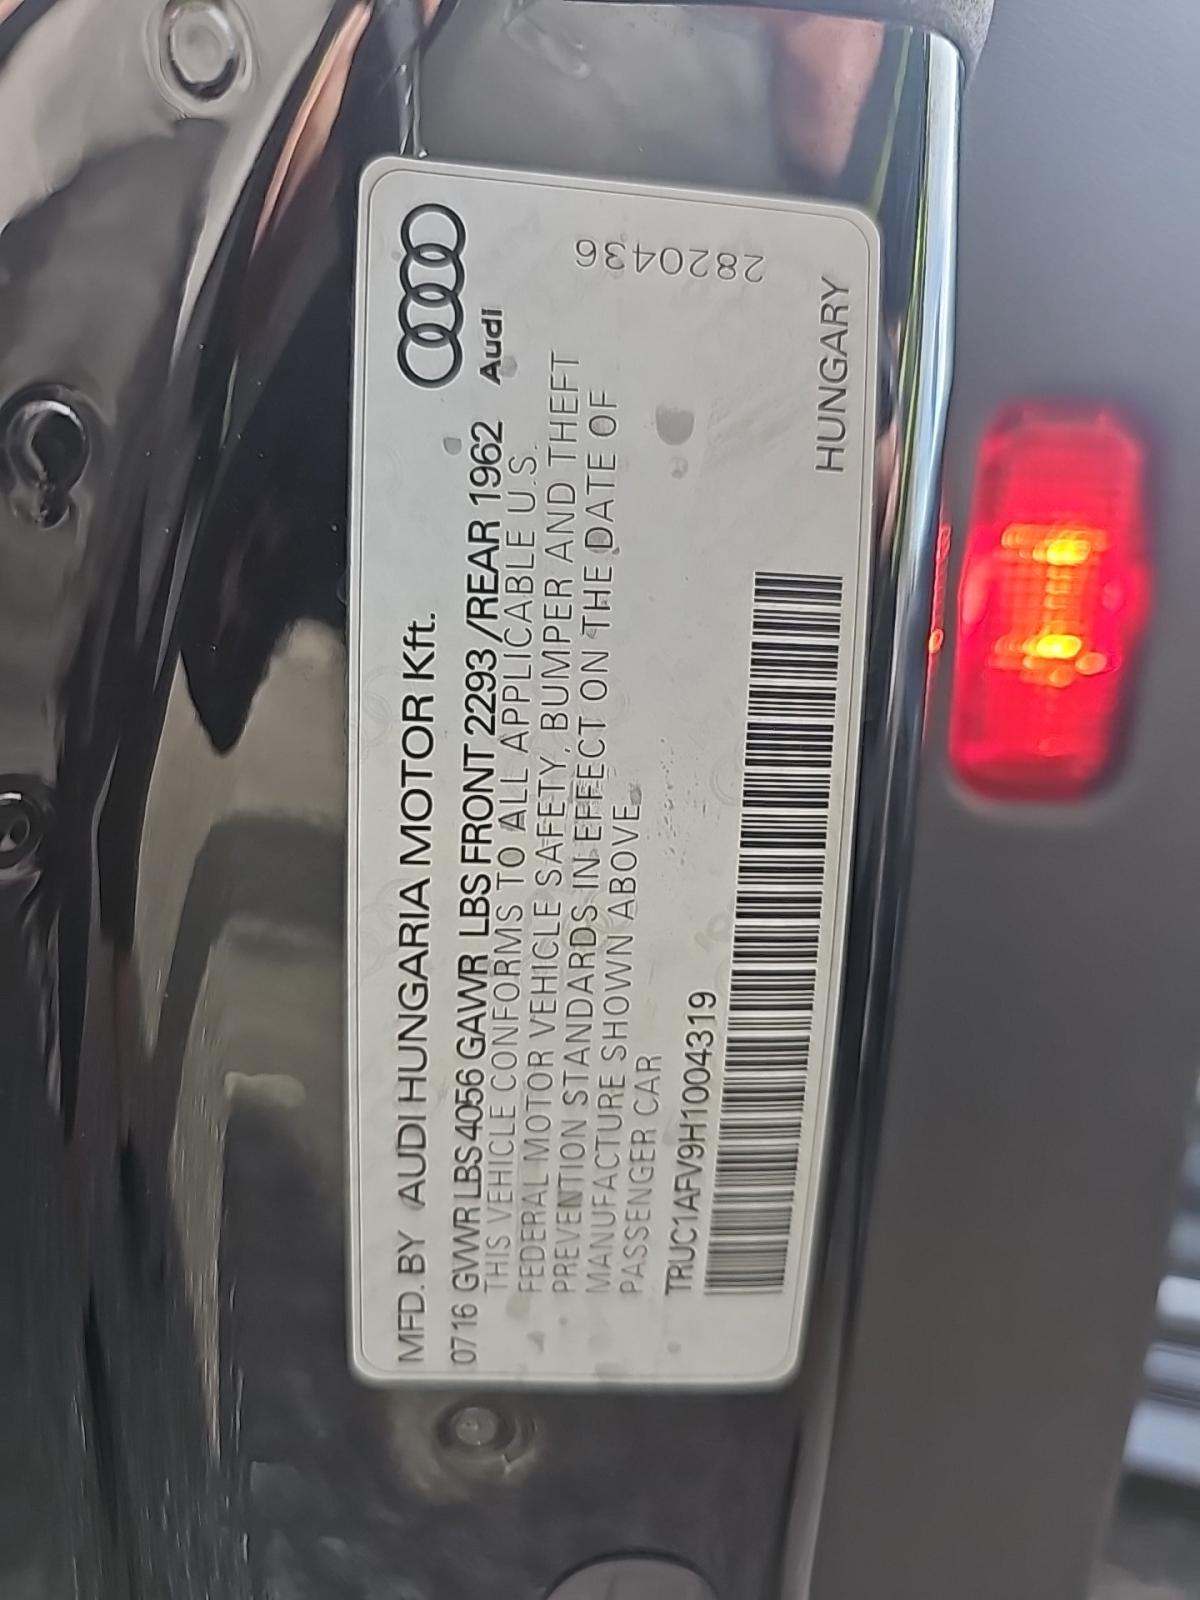 MFD. BY AUDI HUNGARIA MOTOR Kft.
0716 GVWR LBS 4056 GAWR LBS FRONT 2293 /REAR 1962
Audi
THIS VEHICLE CONFORMS TO ALL APPLICABLE U.S.
FEDERAL MOTOR VEHICLE SAFETY, BUMPER AND THEFT
PREVENTION STANDARDS IN EFFECT ON THE DATE OF
MANUFACTURE SHOWN ABOVE.
PASSENGER CAR
TRUC1AFV9H1004319
2820436
HUNGARY